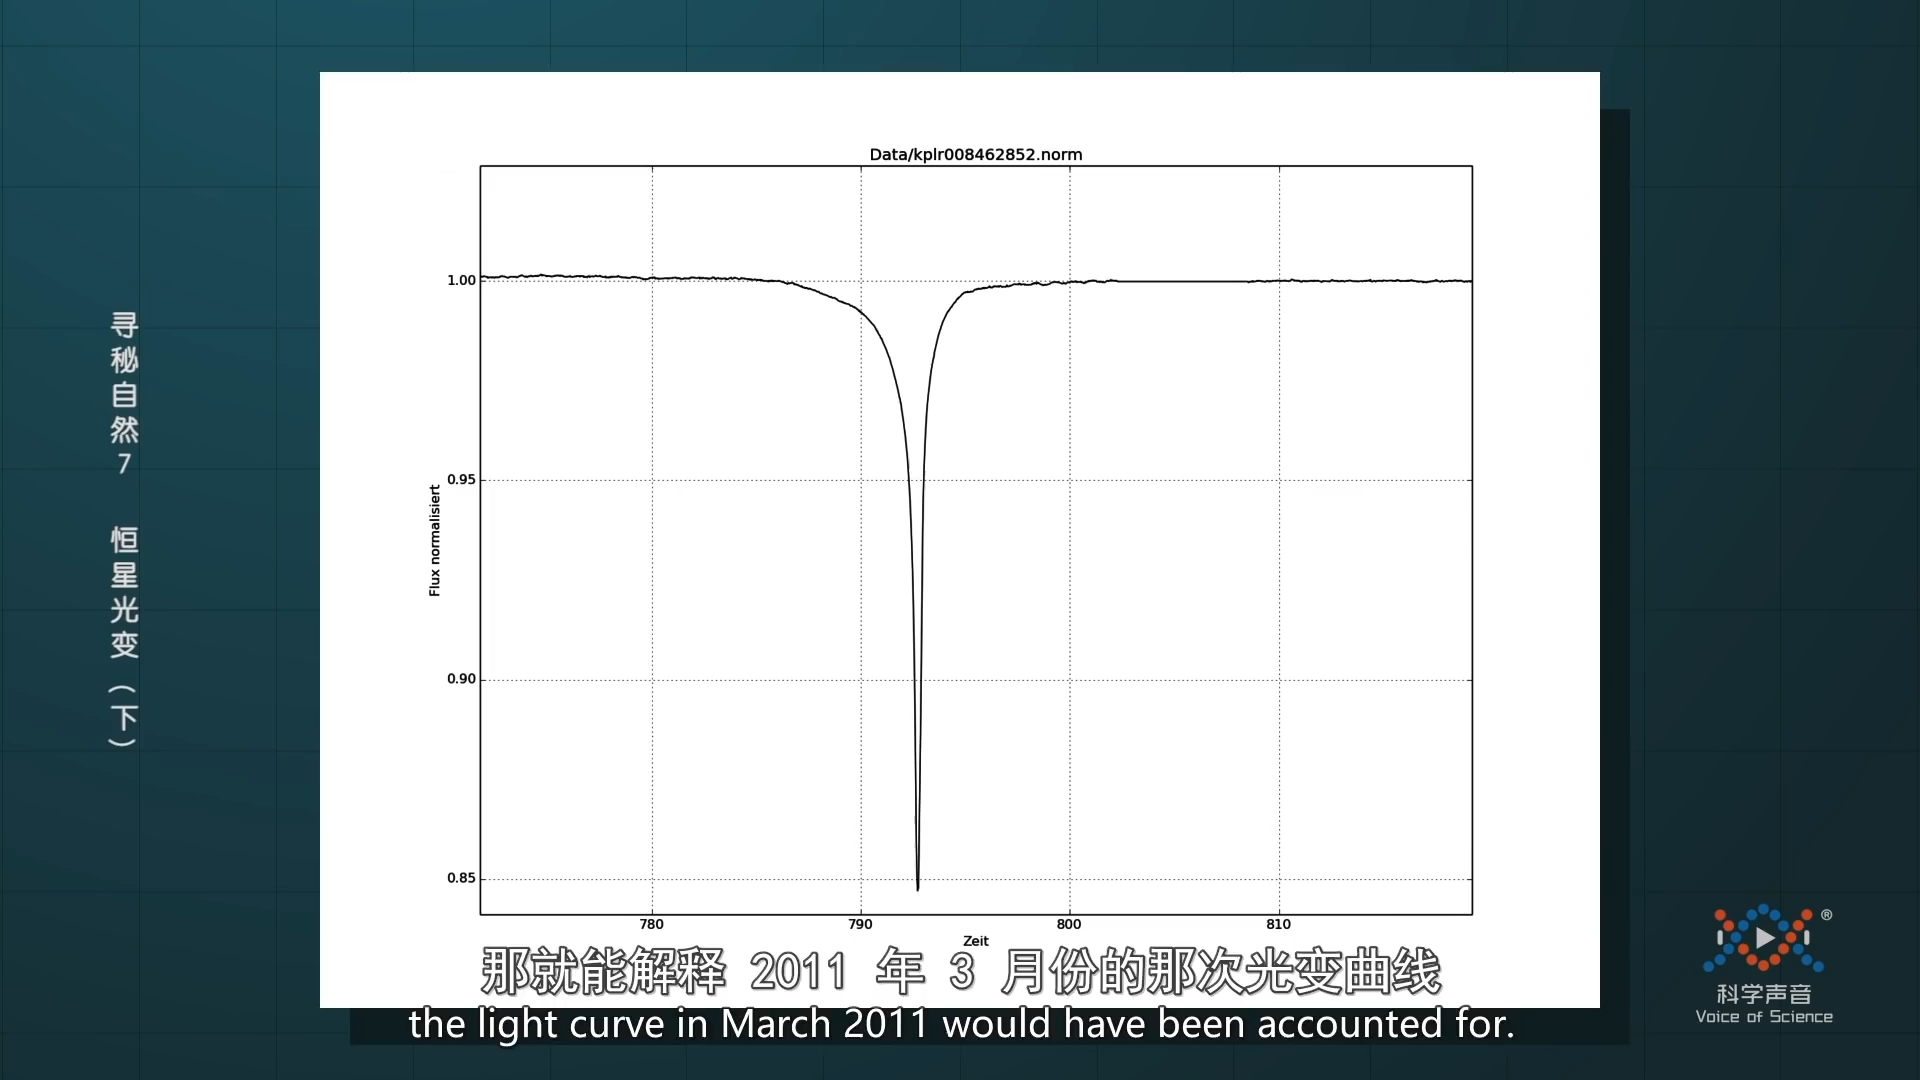 Data/kplr008462852.norm
1.00
0.95
0.90
0.85
Flux normalisiert
780
790
800
810
Zeit
寻秘自然7 恒星光变（下）
那就能解释 2011 年 3 月份的那次光变曲线
the light curve in March 2011 would have been accounted for.
®
科学声音
Voice of Science